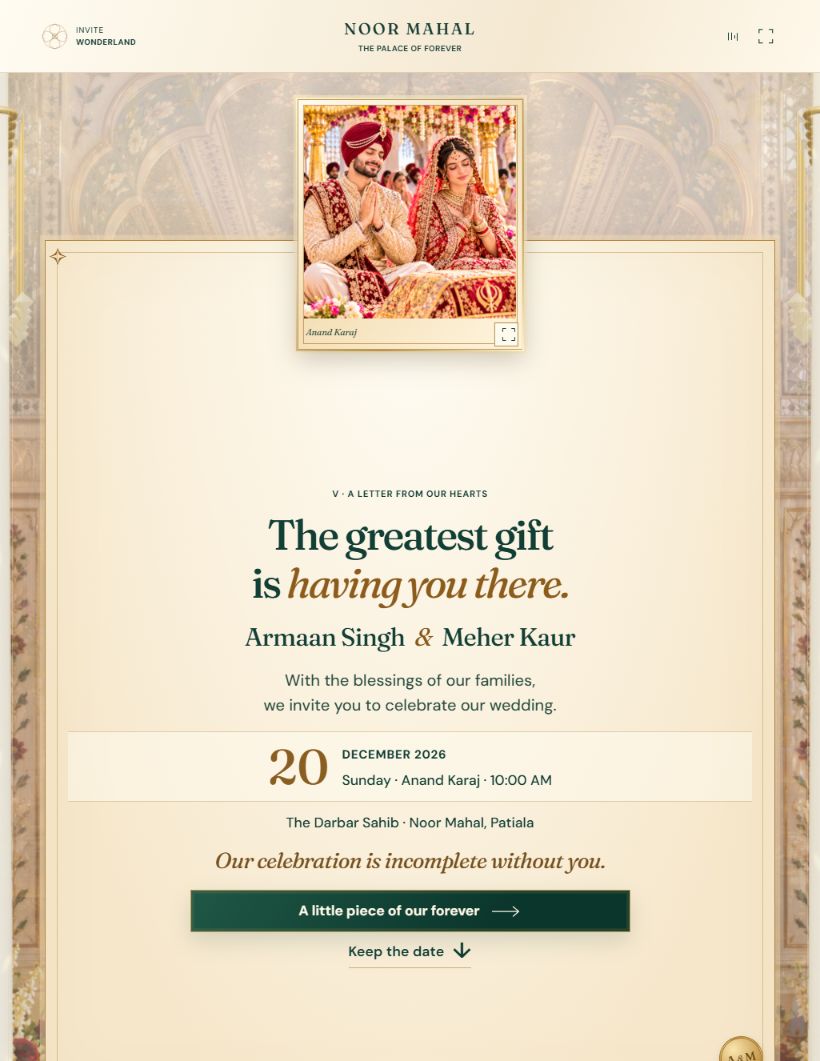 INVITE
WONDERLAND
NOOR MAHAL
THE PALACE OF FOREVER
Anand Karaj
V · A LETTER FROM OUR HEARTS
The greatest gift
is having you there.
Armaan Singh & Meher Kaur
With the blessings of our families,
we invite you to celebrate our wedding.
20
DECEMBER 2026
Sunday · Anand Karaj · 10:00 AM
The Darbar Sahib · Noor Mahal, Patiala
Our celebration is incomplete without you.
A little piece of our forever
Keep the date
A&M